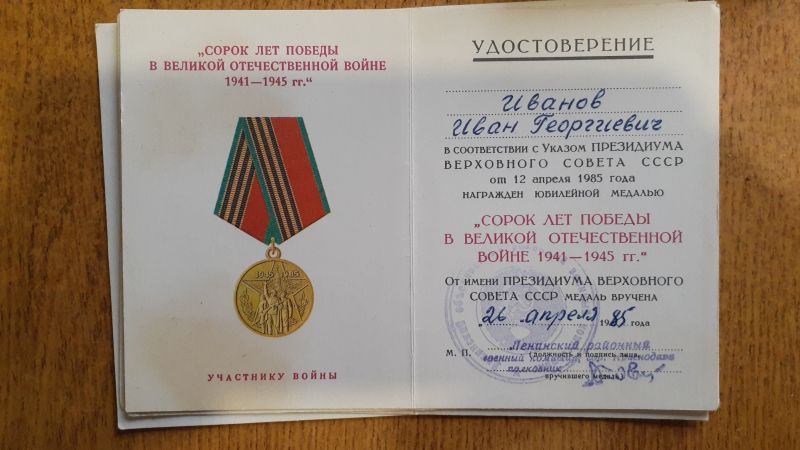 „СОРОК ЛЕТ ПОБЕДЫ
В ВЕЛИКОЙ ОТЕЧЕСТВЕННОЙ ВОЙНЕ
1941—1945 гг.“
1945 1985
УЧАСТНИКУ ВОЙНЫ
УДОСТОВЕРЕНИЕ
Иванов
Иван Георгиевич
В СООТВЕТСТВИИ С УКАЗОМ ПРЕЗИДИУМА
ВЕРХОВНОГО СОВЕТА СССР
от 12 апреля 1985 года
НАГРАЖДЕН ЮБИЛЕЙНОЙ МЕДАЛЬЮ
„СОРОК ЛЕТ ПОБЕДЫ
В ВЕЛИКОЙ ОТЕЧЕСТВЕННОЙ
ВОЙНЕ 1941—1945 гг.“
ОТ ИМЕНИ ПРЕЗИДИУМА ВЕРХОВНОГО
СОВЕТА СССР МЕДАЛЬ ВРУЧЕНА
„26 апреля 1985 года
Ленинский районный
М. П. (должность и подпись лица,
военный комиссар, гор. Краснодара
полковник
вручившего медаль)